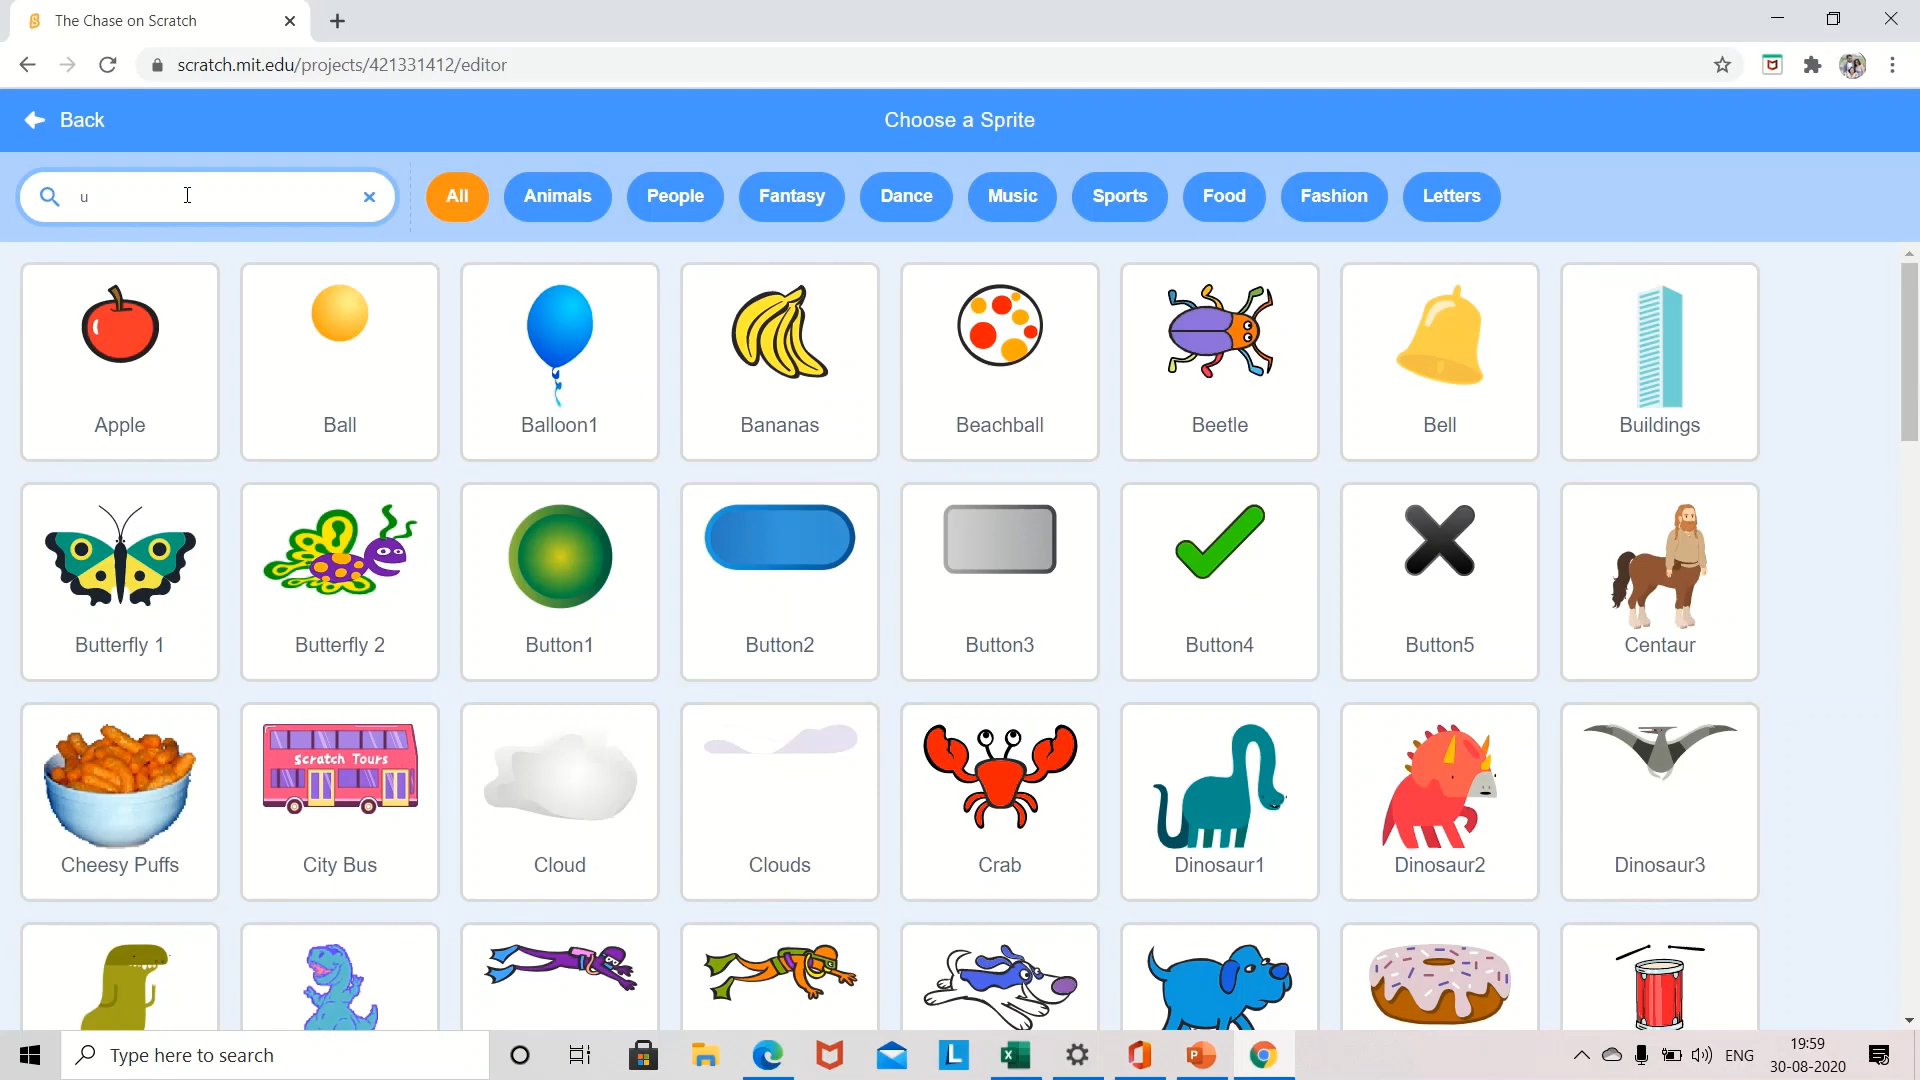 The Chase on Scratch
scratch.mit.edu/projects/421331412/editor
Back
Choose a Sprite
u
All
Animals
People
Fantasy
Dance
Music
Sports
Food
Fashion
Letters
Apple
Ball
Balloon1
Bananas
Beachball
Beetle
Bell
Buildings
Butterfly 1
Butterfly 2
Button1
Button2
Button3
Button4
Button5
Centaur
Scratch Tours
Cheesy Puffs
City Bus
Cloud
Clouds
Crab
Dinosaur1
Dinosaur2
Dinosaur3
Type here to search
L
ENG
19:59
30-08-2020